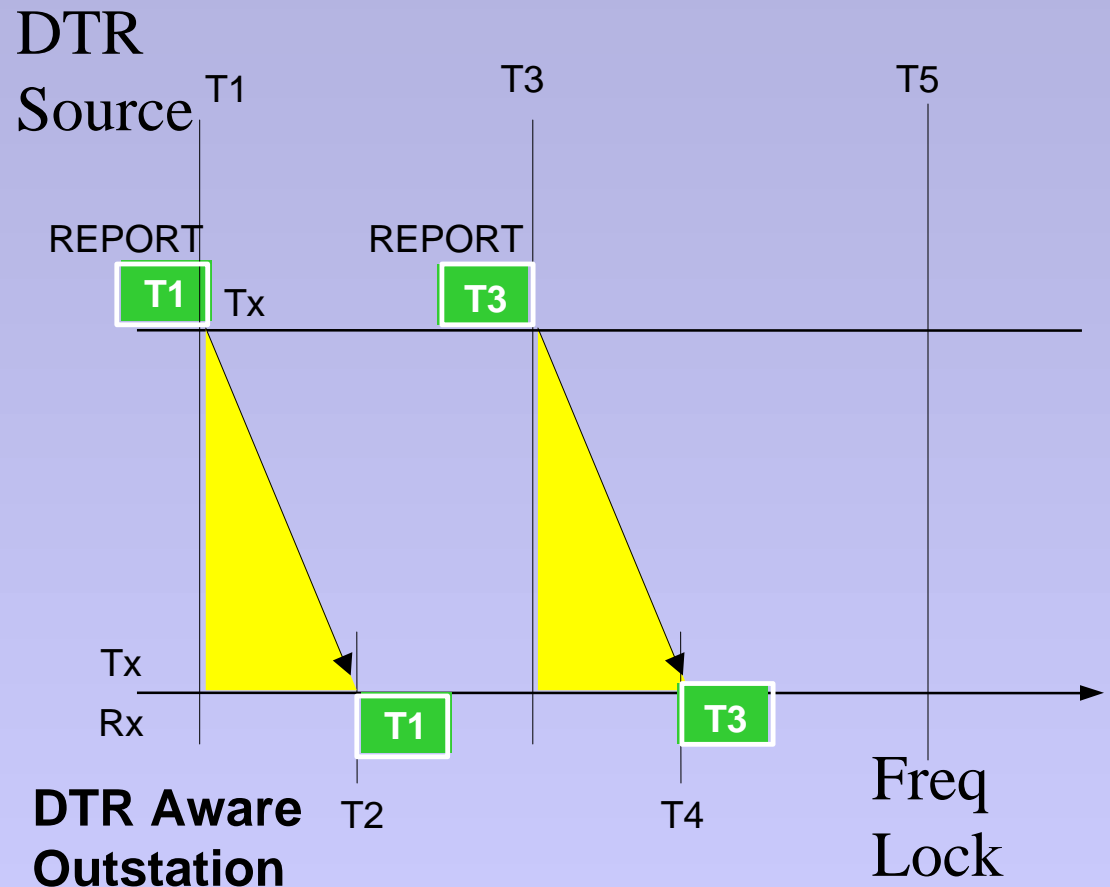 DTR
Source
T1
T3
T5
REPORT
REPORT
T1
Tx
T3
Tx
Rx
T1
T3
DTR Aware
Outstation
T2
T4
Freq
Lock